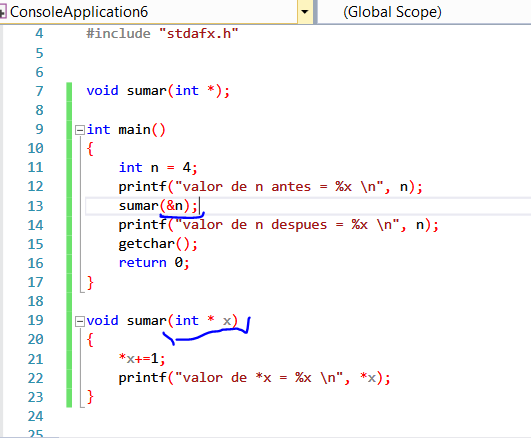 ConsoleApplication6 (Global Scope)
4 #include "stdafx.h"
5
6
7 void sumar(int *);
8
9 int main()
10 {
11 int n = 4;
12 printf("valor de n antes = %x \n", n);
13 sumar(&n);
14 printf("valor de n despues = %x \n", n);
15 getchar();
16 return 0;
17 }
18
19 void sumar(int * x)
20 {
21 *x+=1;
22 printf("valor de *x = %x \n", *x);
23 }
24
25